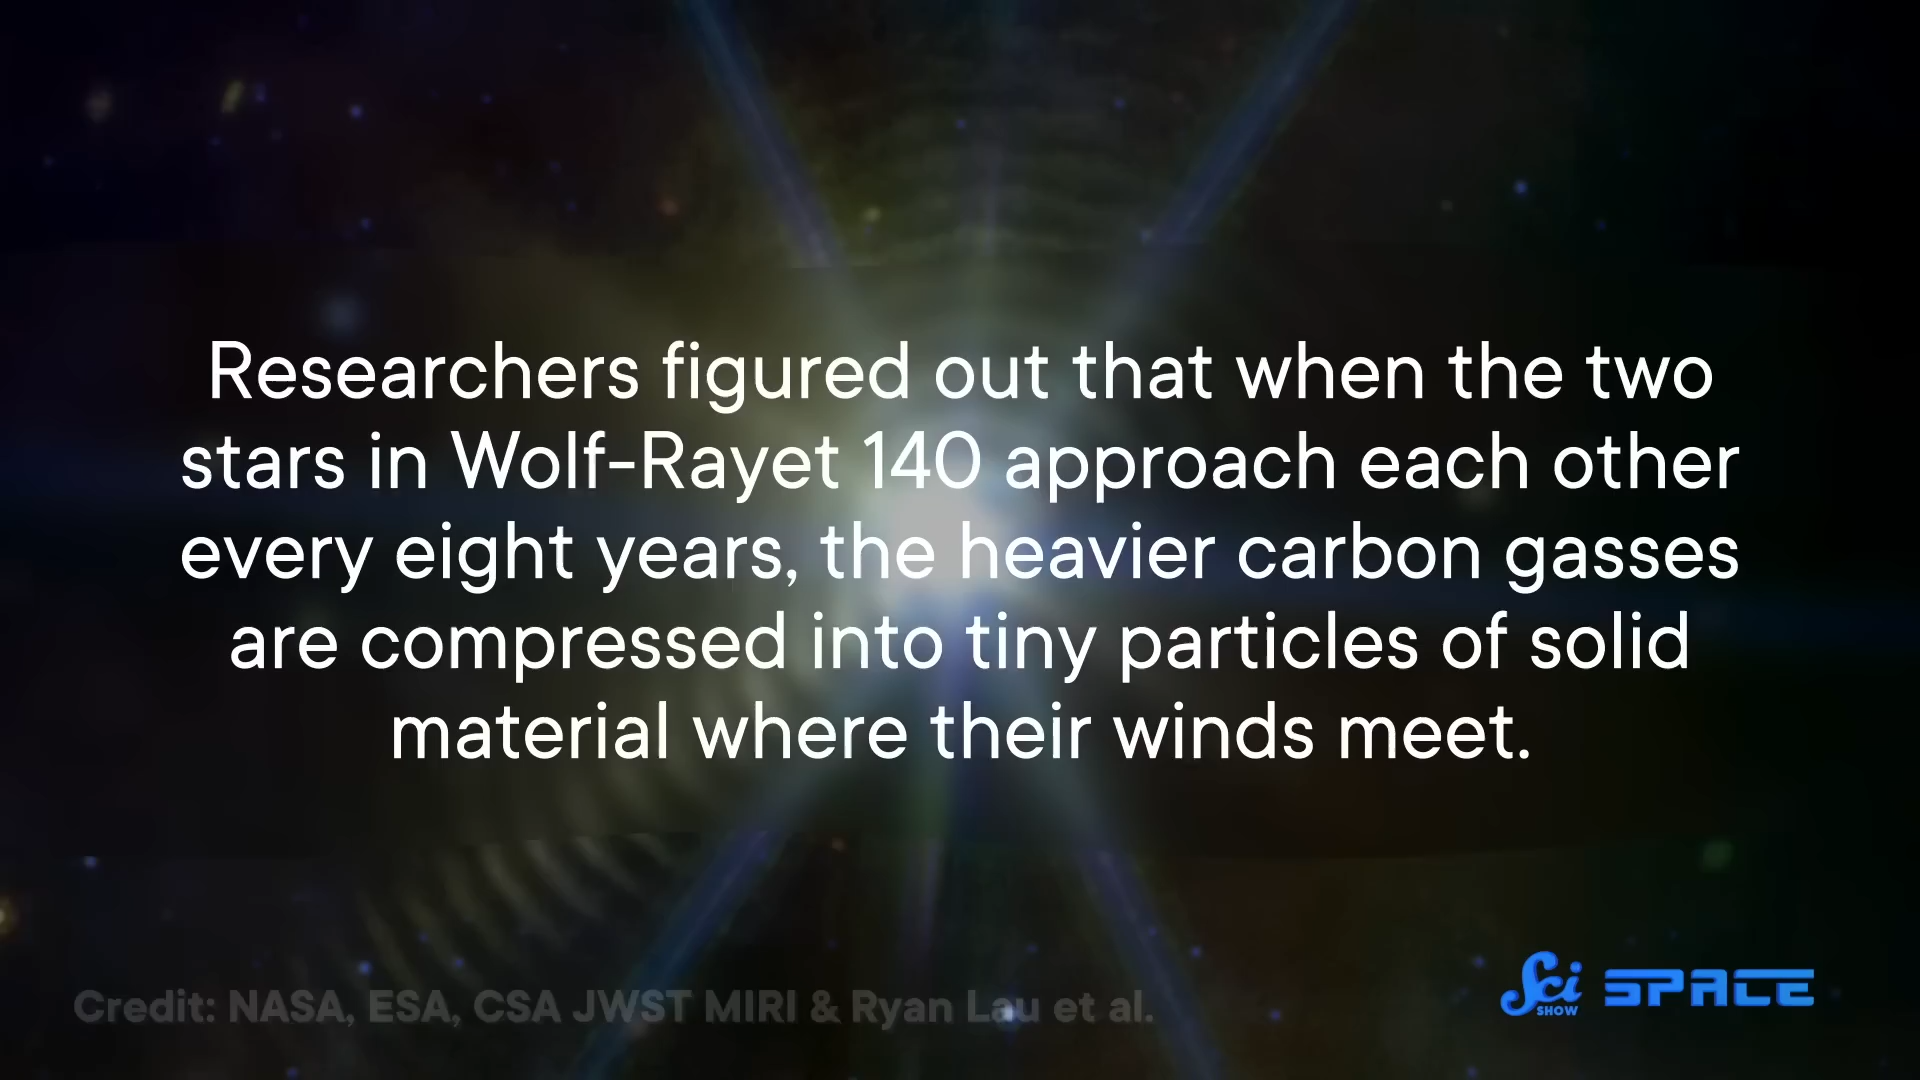 Researchers figured out that when the two
stars in Wolf-Rayet 140 approach each other
every eight years, the heavier carbon gasses
are compressed into tiny particles of solid
material where their winds meet.
Credit: NASA, ESA, CSA JWST MIRI & Ryan Lau et al.
Sci SHOW SPACE